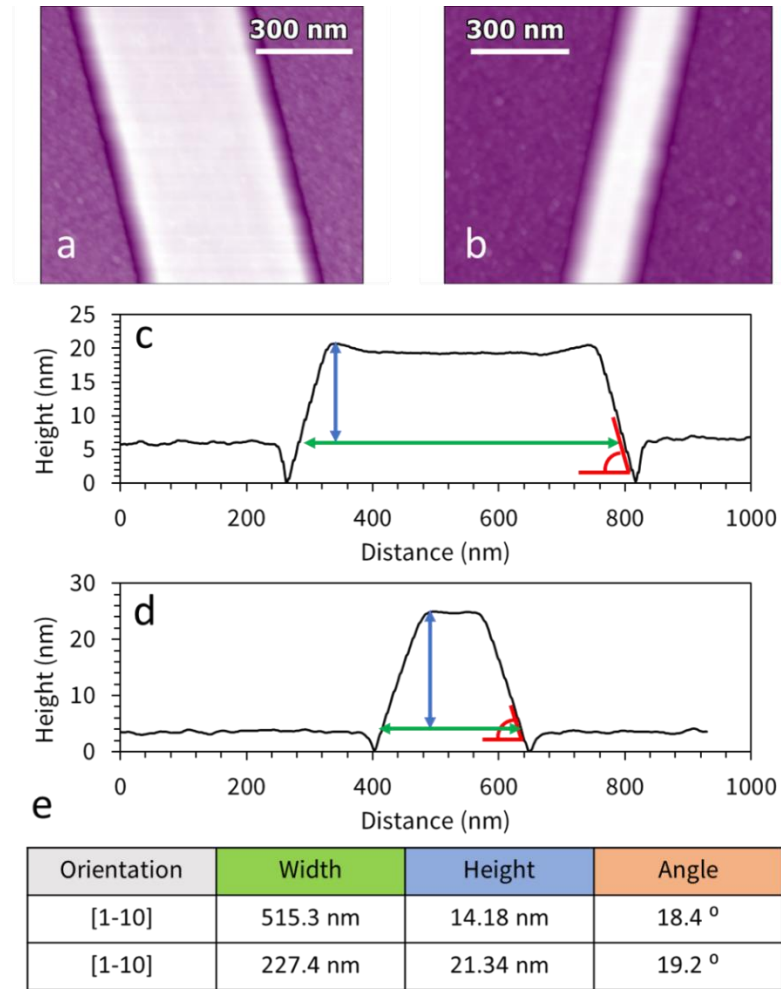 300 nm
300 nm
a
b
c
25
20
15
10
5
0
Height (nm)
0 200 400 600 800 1000
Distance (nm)
d
30
20
10
0
Height (nm)
0 200 400 600 800 1000
Distance (nm)
e
Orientation Width Height Angle
[1-10] 515.3 nm 14.18 nm 18.4 º
[1-10] 227.4 nm 21.34 nm 19.2 º